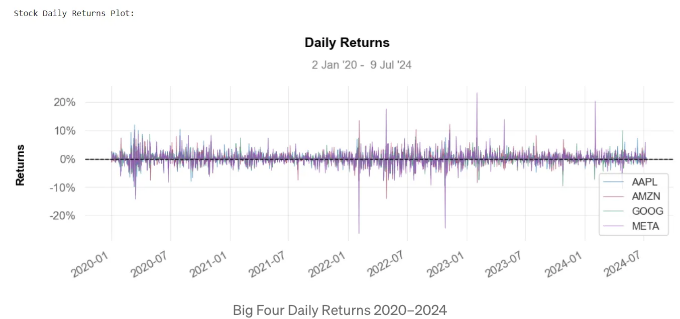 Stock Daily Returns Plot:
Daily Returns
2 Jan '20 - 9 Jul '24
Returns
20%
10%
0%
-10%
-20%
AAPL
AMZN
GOOG
META
2020-01
2020-07
2021-01
2021-07
2022-01
2022-07
2023-01
2023-07
2024-01
2024-07
Big Four Daily Returns 2020–2024